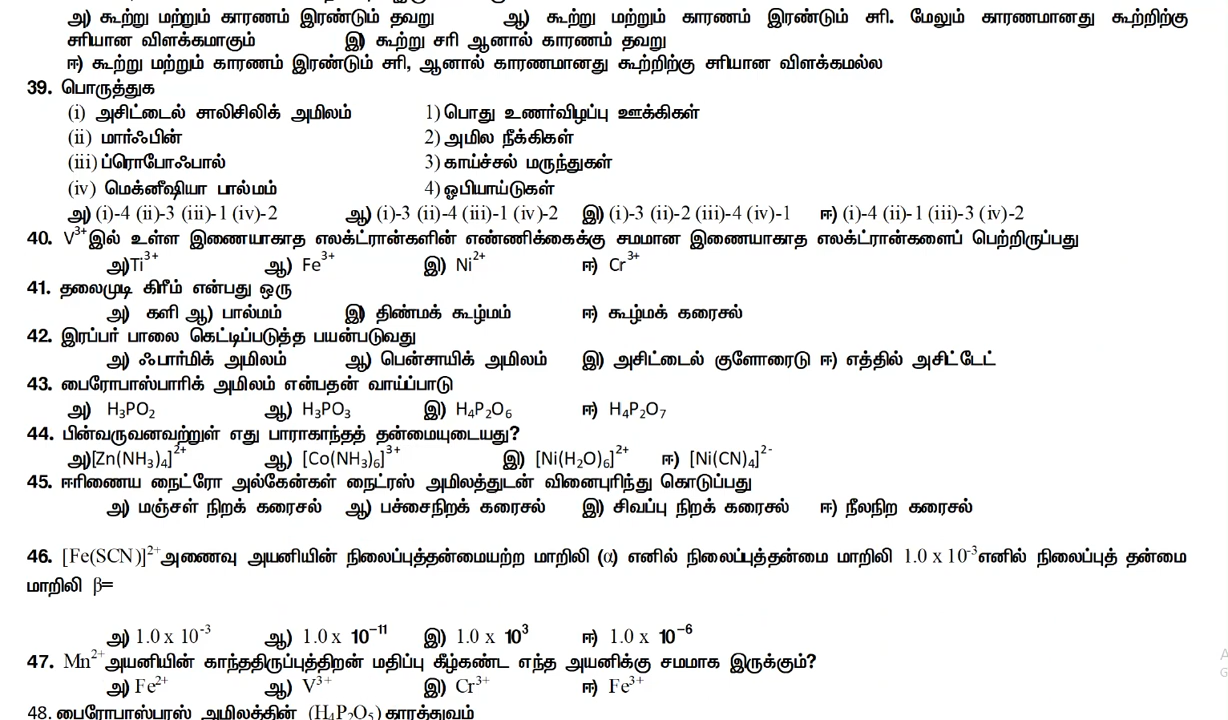 அ) கூற்று மற்றும் காரணம் இரண்டும் தவறு ஆ) கூற்று மற்றும் காரணம் இரண்டும் சரி. மேலும் காரணமானது கூற்றிற்கு
சரியான விளக்கமாகும் இ) கூற்று சரி ஆனால் காரணம் தவறு
ஈ) கூற்று மற்றும் காரணம் இரண்டும் சரி, ஆனால் காரணமானது கூற்றிற்கு சரியான விளக்கமல்ல
39. பொருத்துக
(i) அசிட்டைல் சாலிசிலிக் அமிலம் 1) பொது உணர்விழப்பு ஊக்கிகள்
(ii) மார்ஃபின் 2) அமில நீக்கிகள்
(iii) ப்ரொபோஃபால் 3) காய்ச்சல் மருந்துகள்
(iv) மெக்னீஷியா பால்மம் 4) ஓபியாய்டுகள்
அ) (i)-4 (ii)-3 (iii)-1 (iv)-2 ஆ) (i)-3 (ii)-4 (iii)-1 (iv)-2 இ) (i)-3 (ii)-2 (iii)-4 (iv)-1 ஈ) (i)-4 (ii)-1 (iii)-3 (iv)-2
40. V³⁺இல் உள்ள இணையாகாத எலக்ட்ரான்களின் எண்ணிக்கைக்கு சமமான இணையாகாத எலக்ட்ரான்களைப் பெற்றிருப்பது
அ)Ti³⁺ ஆ) Fe³⁺ இ) Ni²⁺ ஈ) Cr³⁺
41. தலைமுடி கிரீம் என்பது ஒரு
அ) களி ஆ) பால்மம் இ) திண்மக் கூழ்மம் ஈ) கூழ்மக் கரைசல்
42. இரப்பர் பாலை கெட்டிப்படுத்த பயன்படுவது
அ) ஃபார்மிக் அமிலம் ஆ) பென்சாயிக் அமிலம் இ) அசிட்டைல் குளோரைடு ஈ) எத்தில் அசிட்டேட்
43. பைரோபாஸ்பாரிக் அமிலம் என்பதன் வாய்ப்பாடு
அ) H₃PO₂ ஆ) H₃PO₃ இ) H₄P₂O₆ ஈ) H₄P₂O₇
44. பின்வருவனவற்றுள் எது பாராகாந்தத் தன்மையுடையது?
அ)[Zn(NH₃)₄]²⁺ ஆ) [Co(NH₃)₆]³⁺ இ) [Ni(H₂O)₆]²⁺ ஈ) [Ni(CN)₄]²⁻
45. ஈரிணைய நைட்ரோ அல்கேன்கள் நைட்ரஸ் அமிலத்துடன் வினைபுரிந்து கொடுப்பது
அ) மஞ்சள் நிறக் கரைசல் ஆ) பச்சைநிறக் கரைசல் இ) சிவப்பு நிறக் கரைசல் ஈ) நீலநிற கரைசல்
46. [Fe(SCN)]²⁺அணைவு அயனியின் நிலைப்புத்தன்மையற்ற மாறிலி (α) எனில் நிலைப்புத்தன்மை மாறிலி 1.0 x 10⁻³எனில் நிலைப்புத் தன்மை
மாறிலி β=
அ) 1.0 x 10⁻³ ஆ) 1.0 x 10⁻¹¹ இ) 1.0 x 10³ ஈ) 1.0 x 10⁻⁶
47. Mn²⁺அயனியின் காந்ததிருப்புத்திறன் மதிப்பு கீழ்கண்ட எந்த அயனிக்கு சமமாக இருக்கும்?
அ) Fe²⁺ ஆ) V³⁺ இ) Cr³⁺ ஈ) Fe³⁺
48. பைரோபாஸ்பரஸ் அமிலத்தின் (H₄P₂O₅) காரத்துவம்